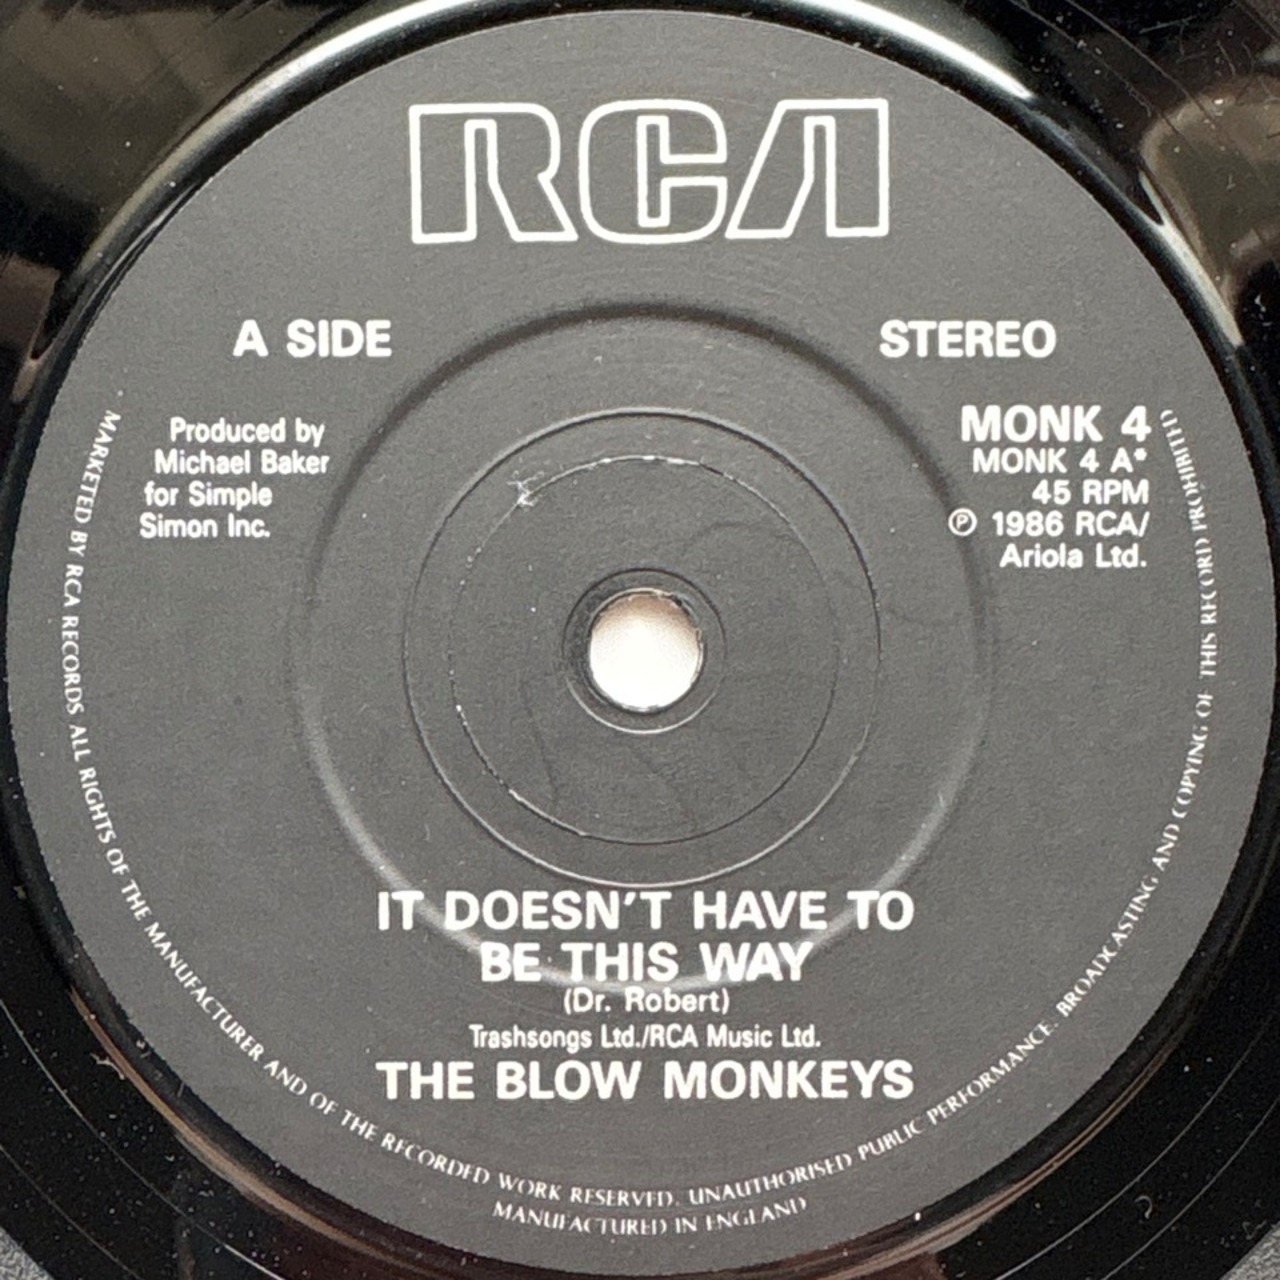 RCA
A SIDE
STEREO
Produced by
Michael Baker
for Simple
Simon Inc.
MONK 4
MONK 4 A*
45 RPM
℗ 1986 RCA/
Ariola Ltd.
IT DOESN'T HAVE TO
BE THIS WAY
(Dr. Robert)
Trashsongs Ltd./RCA Music Ltd.
THE BLOW MONKEYS
MARKETED BY RCA RECORDS ALL RIGHTS OF THE MANUFACTURER AND OF THE RECORDED WORK RESERVED. UNAUTHORISED PUBLIC PERFORMANCE. BROADCASTING AND COPYING OF THIS RECORD PROHIBITED
MANUFACTURED IN ENGLAND